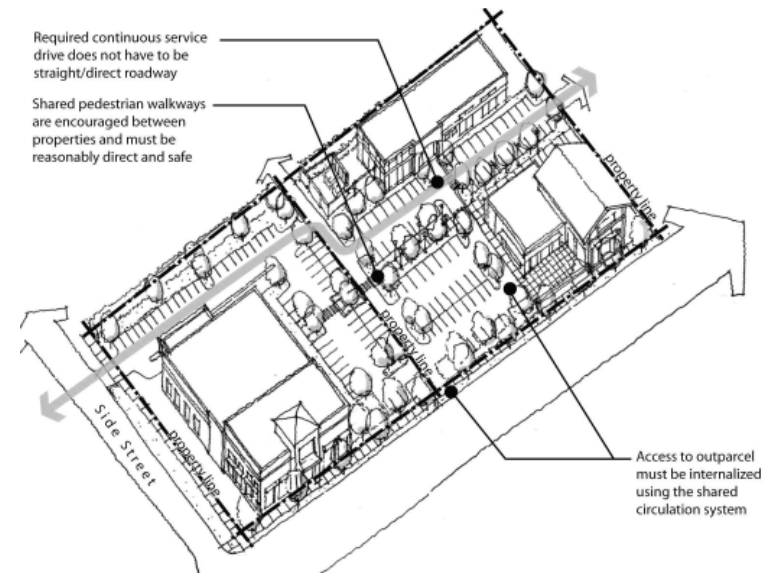 Required continuous service
drive does not have to be
straight/direct roadway
Shared pedestrian walkways
are encouraged between
properties and must be
reasonably direct and safe
property line
property line
Side Street
property line
Access to outparcel
must be internalized
using the shared
circulation system